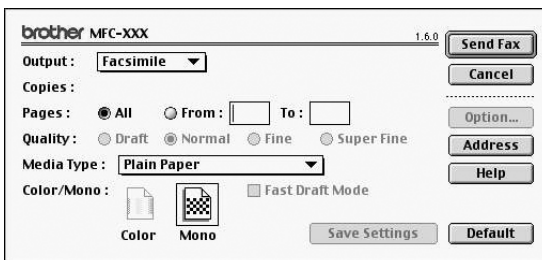 brother MFC-XXX 1.6.0 Send Fax
Output : Facsimile Cancel
Copies :
Pages : All From : To : Option...
Quality : Draft Normal Fine Super Fine Address
Media Type : Plain Paper Help
Color/Mono : Fast Draft Mode
Color Mono Save Settings Default